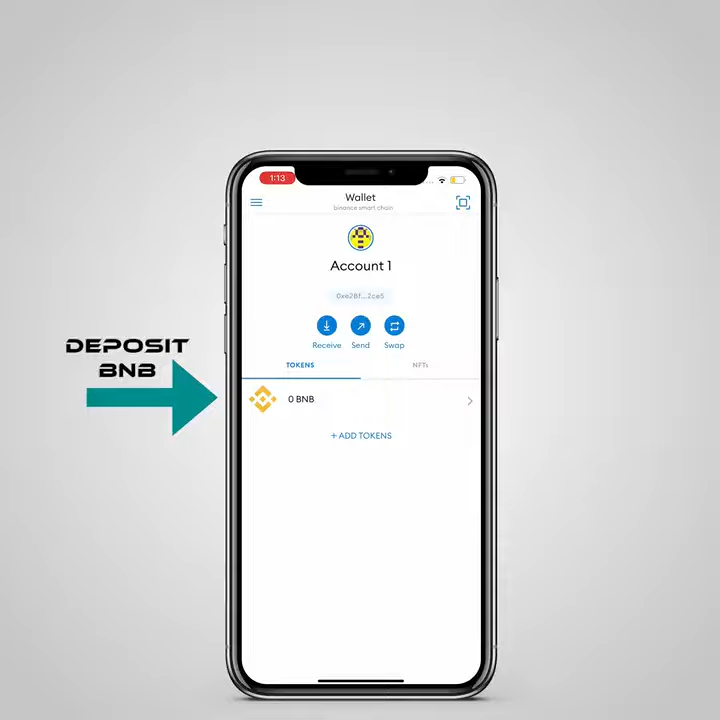 1:13
Wallet
binance smart chain
Account 1
0xe28f...2ce5
Receive Send Swap
TOKENS NFTs
DEPOSIT
BNB
0 BNB
+ ADD TOKENS